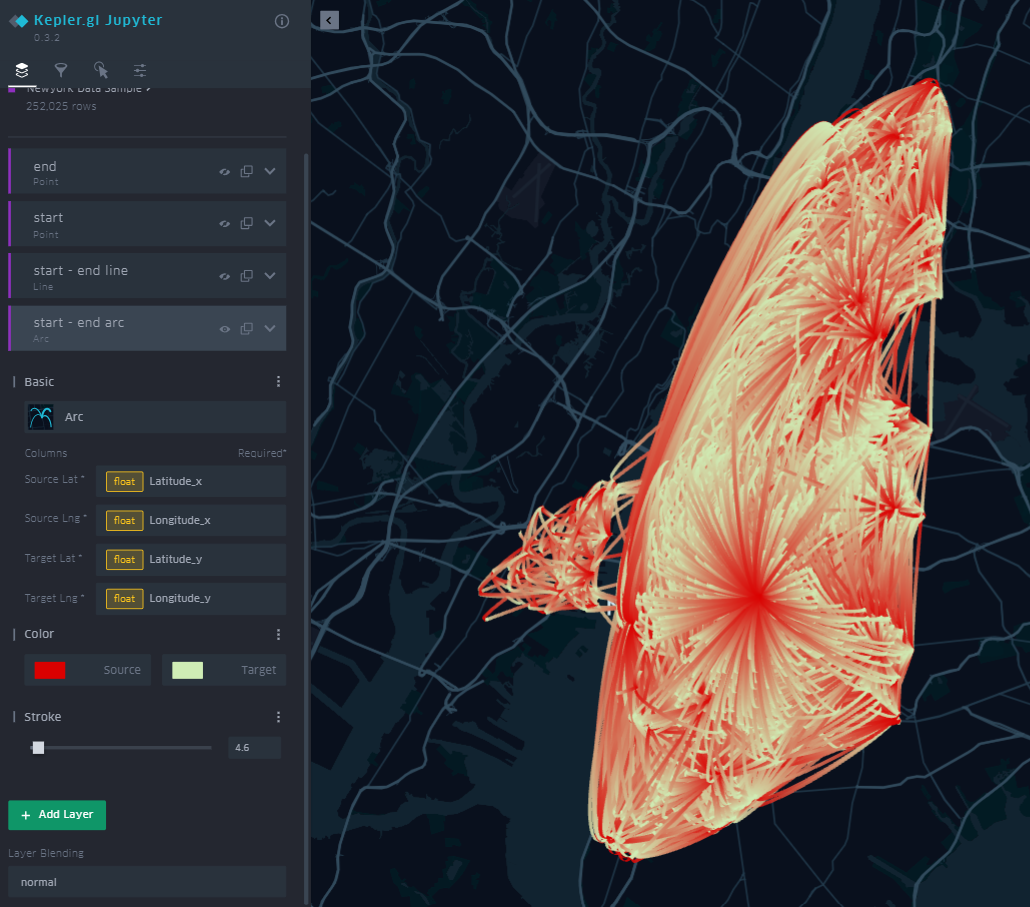 Kepler.gl Jupyter
0.3.2
Newyork Data Sample
252,025 rows
end
Point
start
Point
start - end line
Line
start - end arc
Arc
Basic
Arc
Columns Required*
Source Lat * float Latitude_x
Source Lng * float Longitude_x
Target Lat * float Latitude_y
Target Lng * float Longitude_y
Color
Source Target
Stroke
4.6
+ Add Layer
Layer Blending
normal